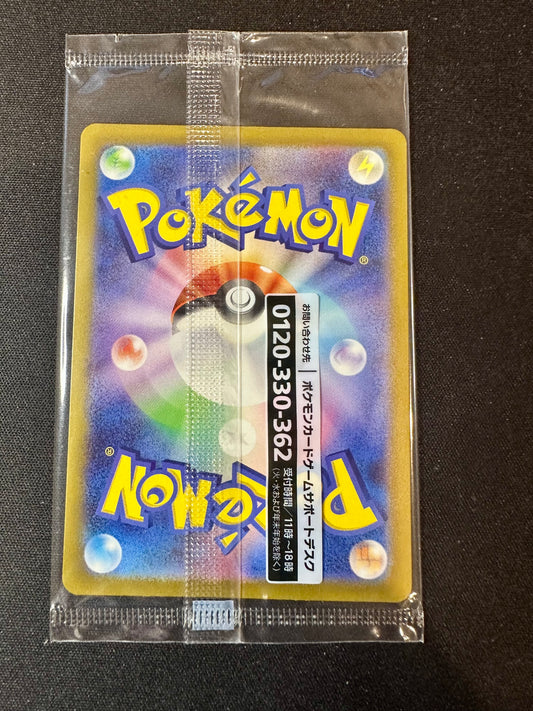 POKéMON
®
お問い合わせ先 ポケモンカードゲームサポートデスク
0120-330-362 受付時間/11時〜18時
(火・水および年末年始を除く)
POKéMON
®